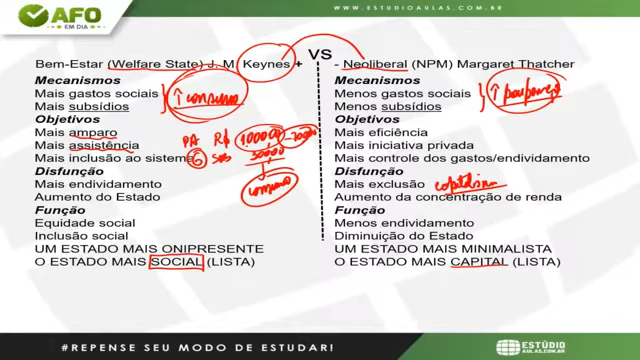 AFO
EM DIA
WWW.ESTUDIOAULAS.COM.BR
VS
Bem-Estar (Welfare State) J. M. Keynes +
- Neoliberal (NPM) Margaret Thatcher
Mecanismos
Mais gastos sociais
Mais subsídios
↑ consumo
Objetivos
Mais amparo
Mais assistência
Mais inclusão ao sistema
PA R$ 100000
6
50000
consumo
Disfunção
Mais endividamento
Aumento do Estado
Função
Equidade social
Inclusão social
UM ESTADO MAIS ONIPRESENTE
O ESTADO MAIS SOCIAL (LISTA)
Mecanismos
Menos gastos sociais
Menos subsídios
↑ poupança
Objetivos
Mais eficiência
Mais iniciativa privada
Mais controle dos gastos/endividamento
Disfunção
Mais exclusão
Aumento da concentração de renda
Função
Menos endividamento
Diminuição do Estado
UM ESTADO MAIS MINIMALISTA
O ESTADO MAIS CAPITAL (LISTA)
#REPENSE SEU MODO DE ESTUDAR!
ESTÚDIO
AULAS.COM.BR